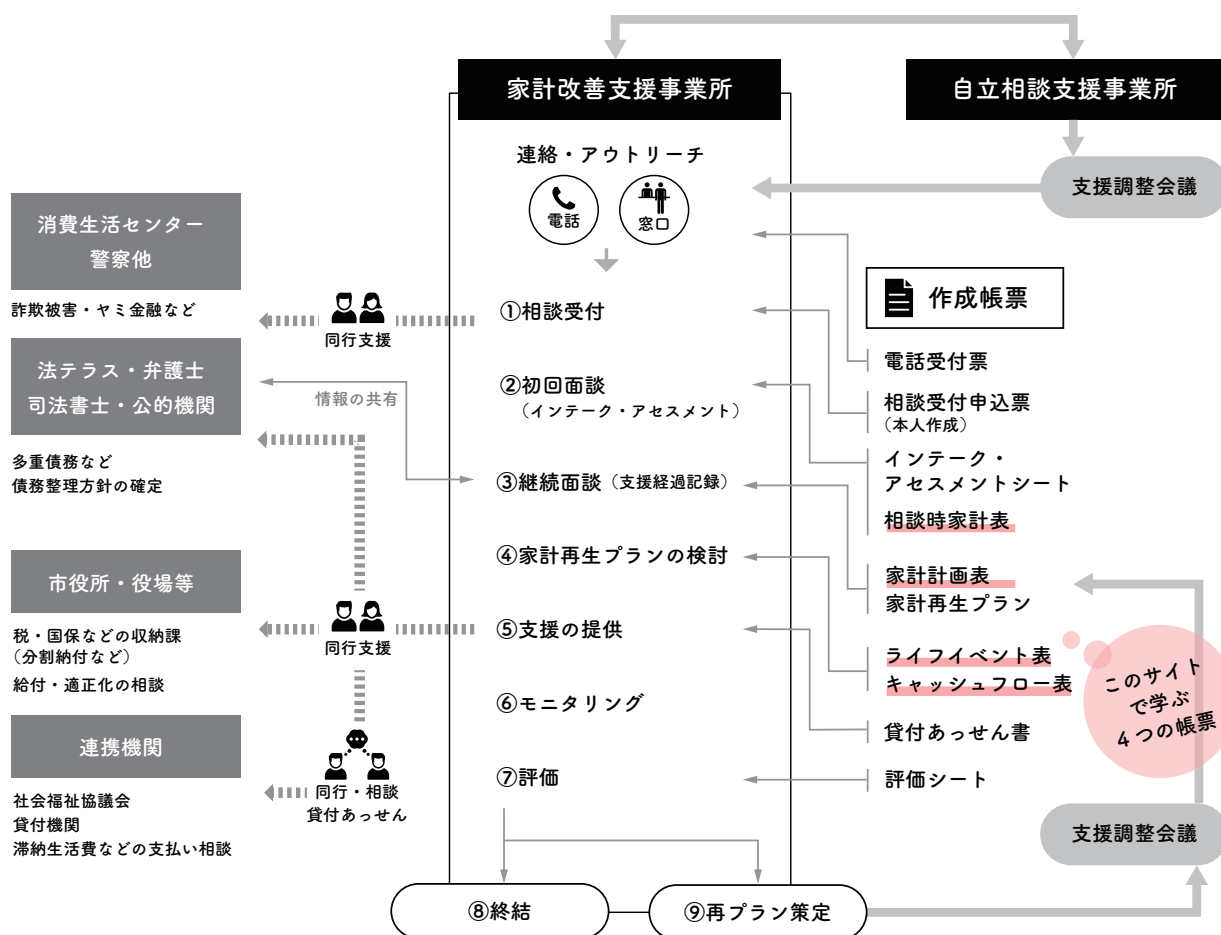 家計改善支援事業所
自立相談支援事業所
連絡・アウトリーチ
電話
窓口
支援調整会議
消費生活センター
警察他
詐欺被害・ヤミ金融など
同行支援
法テラス・弁護士
司法書士・公的機関
情報の共有
多重債務など
債務整理方針の確定
市役所・役場等
税・国保などの収納課
(分割納付など)
給付・適正化の相談
同行支援
連携機関
社会福祉協議会
貸付機関
滞納生活費などの支払い相談
同行・相談
貸付あっせん
①相談受付
②初回面談
(インテーク・アセスメント)
③継続面談(支援経過記録)
④家計再生プランの検討
⑤支援の提供
⑥モニタリング
⑦評価
⑧終結
⑨再プラン策定
作成帳票
電話受付票
相談受付申込票
(本人作成)
インテーク・
アセスメントシート
相談時家計表
家計計画表
家計再生プラン
ライフイベント表
キャッシュフロー表
貸付あっせん書
評価シート
このサイト
で学ぶ
4つの帳票
支援調整会議